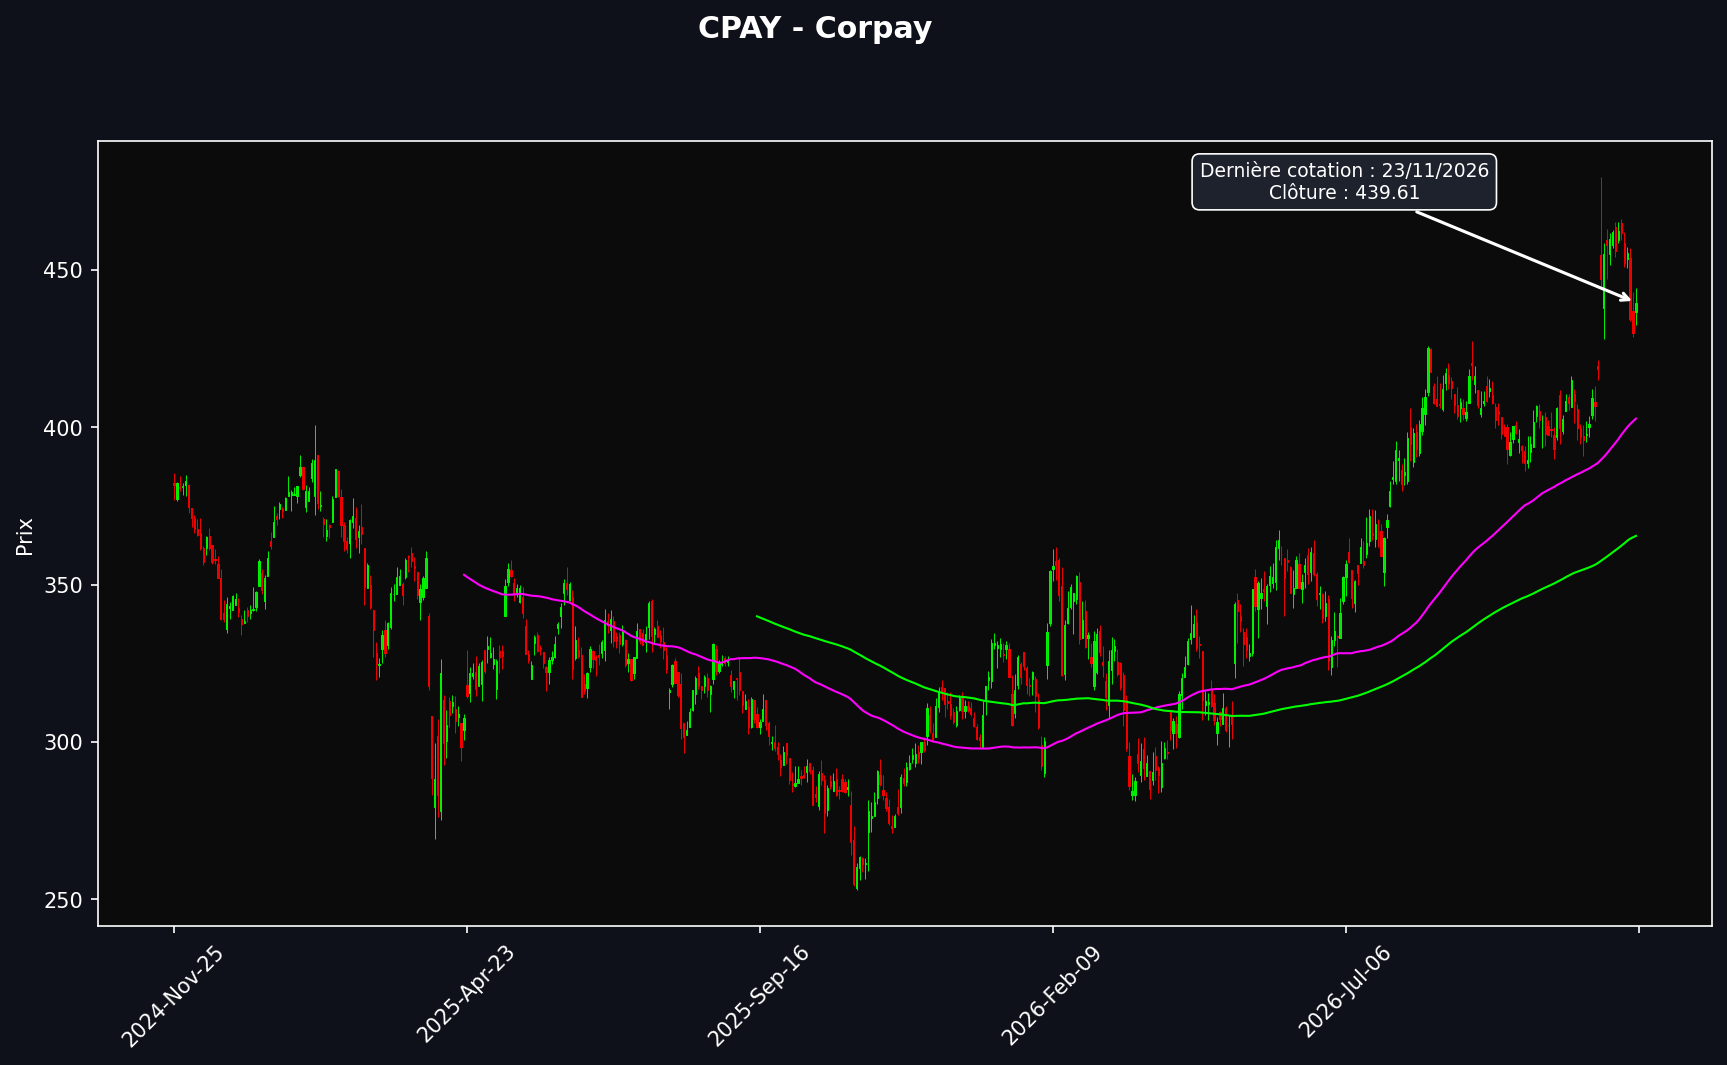 CPAY - Corpay
Dernière cotation : 23/11/2026
Clôture : 439.61
Prix
450
400
350
300
250
2024-Nov-25
2025-Apr-23
2025-Sep-16
2026-Feb-09
2026-Jul-06